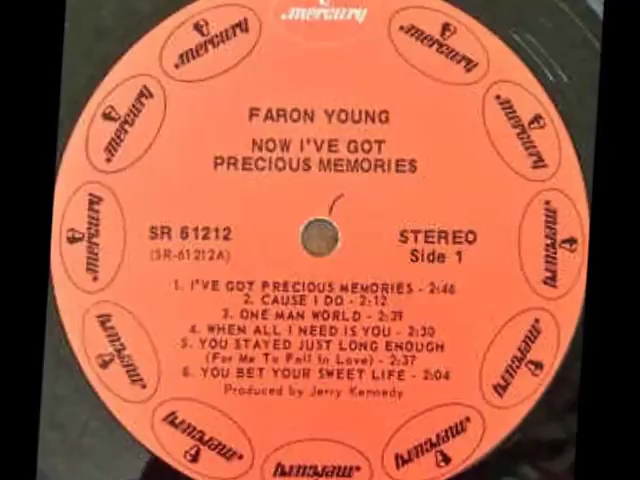 mercury
mercury
mercury
mercury
mercury
mercury
mercury
FARON YOUNG
NOW I'VE GOT
PRECIOUS MEMORIES
SR 61212
(SR-61212A)
STEREO
Side 1
1. I'VE GOT PRECIOUS MEMORIES - 2:46
2. CAUSE I DO - 2:12
3. ONE MAN WORLD - 2:39
4. WHEN ALL I NEED IS YOU - 2:30
5. YOU STAYED JUST LONG ENOUGH
(For Me To Fall In Love) - 2:37
6. YOU BET YOUR SWEET LIFE - 2:04
Produced by Jerry Kennedy
mercury
mercury
mercury
mercury
mercury